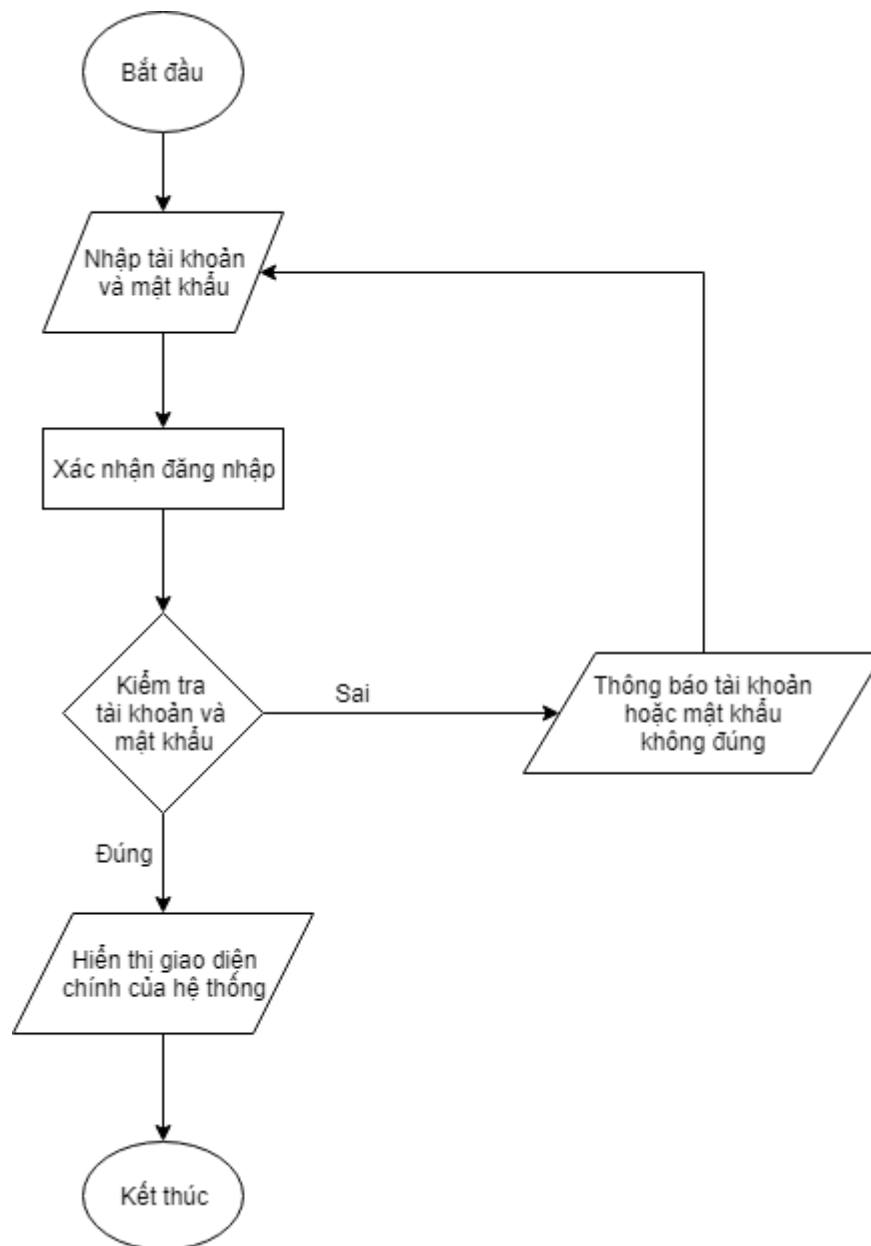 Bắt đầu
Nhập tài khoản
và mật khẩu
Xác nhận đăng nhập
Kiểm tra
tài khoản và
mật khẩu
Sai
Thông báo tài khoản
hoặc mật khẩu
không đúng
Đúng
Hiển thị giao diện
chính của hệ thống
Kết thúc